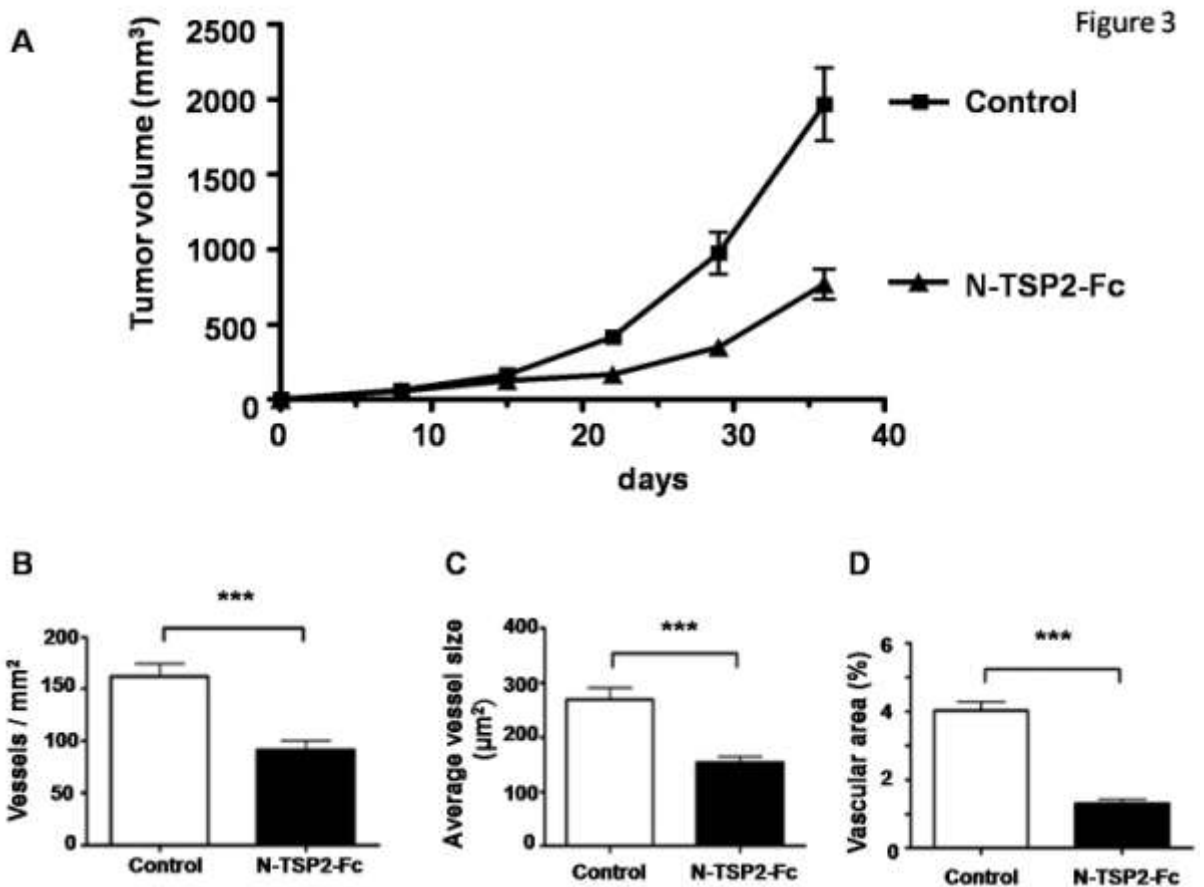 Figure 3
A
Tumor volume (mm³)
2500
2000
1500
1000
500
0
0 10 20 30 40
days
Control
N-TSP2-Fc
B
***
Vessels / mm²
200
150
100
50
0
Control N-TSP2-Fc
C
***
Average vessel size
(µm²)
400
300
200
100
0
Control N-TSP2-Fc
D
***
Vascular area (%)
6
4
2
0
Control N-TSP2-Fc